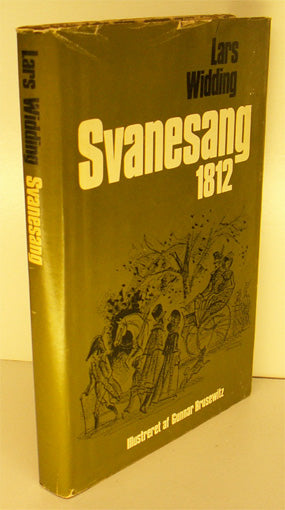 Lars Widding Svanesang
Lars
Widding
Svanesang
1812
Illustreret af Gunnar Brusewitz